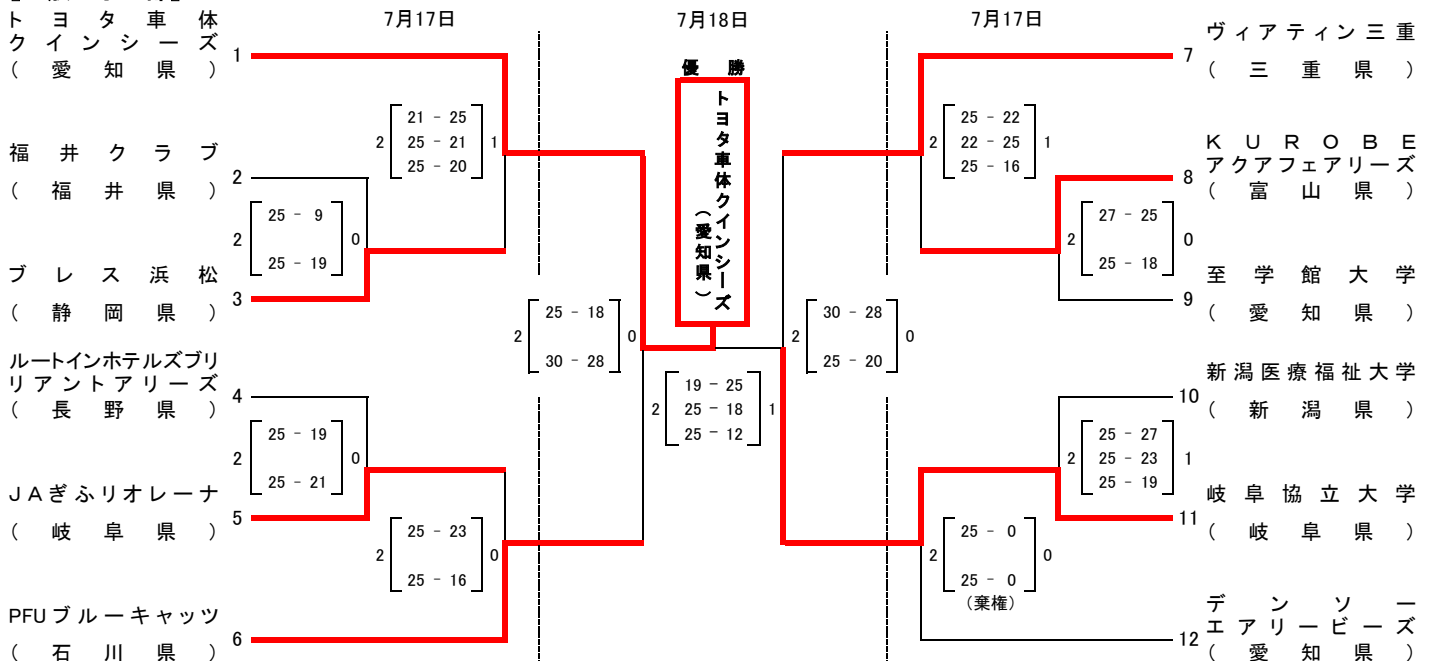 7月17日
7月18日
7月17日
トヨタ車体
クインシーズ
(愛知県)
1
福井クラブ
(福井県)
2
ブレス浜松
(静岡県)
3
ルートインホテルズブリ
リアントアリーズ
(長野県)
4
JAぎふリオレーナ
(岐阜県)
5
PFUブルーキャッツ
(石川県)
6
2
21 - 25
25 - 21
25 - 20
1
2
25 - 9
25 - 19
0
2
25 - 19
25 - 21
0
2
25 - 23
25 - 16
0
2
25 - 18
30 - 28
0
優勝
トヨタ車体クインシーズ
(愛知県)
2
19 - 25
25 - 18
25 - 12
1
2
30 - 28
25 - 20
0
2
25 - 22
22 - 25
25 - 16
1
2
27 - 25
25 - 18
0
2
25 - 27
25 - 23
25 - 19
1
2
25 - 0
25 - 0
0
(棄権)
ヴィアティン三重
(三重県)
7
KUROBE
アクアフェアリーズ
(富山県)
8
至学館大学
(愛知県)
9
新潟医療福祉大学
(新潟県)
10
岐阜協立大学
(岐阜県)
11
デンソー
エアリービーズ
(愛知県)
12